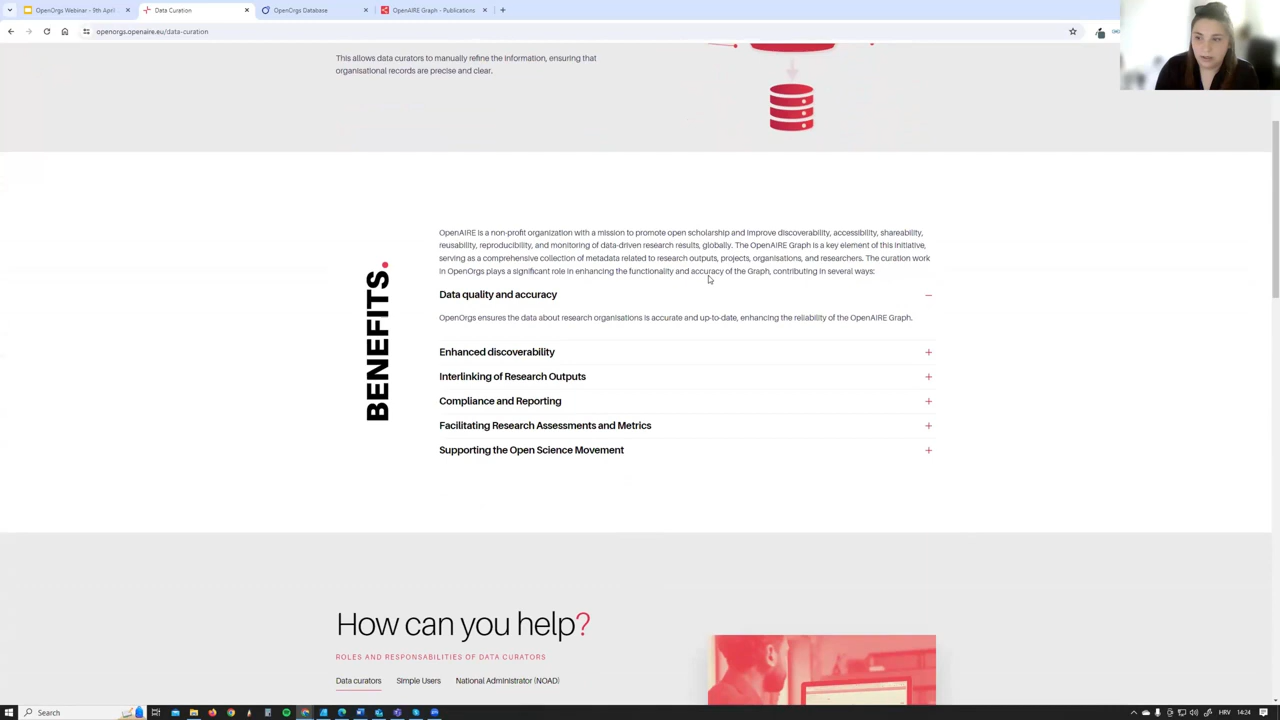 OpenOrgs Webinar - 9th April
Data Curation
OpenOrgs Database
OpenAIRE Graph - Publications
openorgs.openaire.eu/data-curation
This allows data curators to manually refine the information, ensuring that
organisational records are precise and clear.
BENEFITS.
OpenAIRE is a non-profit organization with a mission to promote open scholarship and improve discoverability, accessibility, shareability,
reusability, reproducibility, and monitoring of data-driven research results, globally. The OpenAIRE Graph is a key element of this initiative,
serving as a comprehensive collection of metadata related to research outputs, projects, organisations, and researchers. The curation work
in OpenOrgs plays a significant role in enhancing the functionality and accuracy of the Graph, contributing in several ways:
Data quality and accuracy
OpenOrgs ensures the data about research organisations is accurate and up-to-date, enhancing the reliability of the OpenAIRE Graph.
Enhanced discoverability
Interlinking of Research Outputs
Compliance and Reporting
Facilitating Research Assessments and Metrics
Supporting the Open Science Movement
How can you help?
ROLES AND RESPONSABILITIES OF DATA CURATORS
Data curators
Simple Users
National Administrator (NOAD)
Search
HRV
14:24